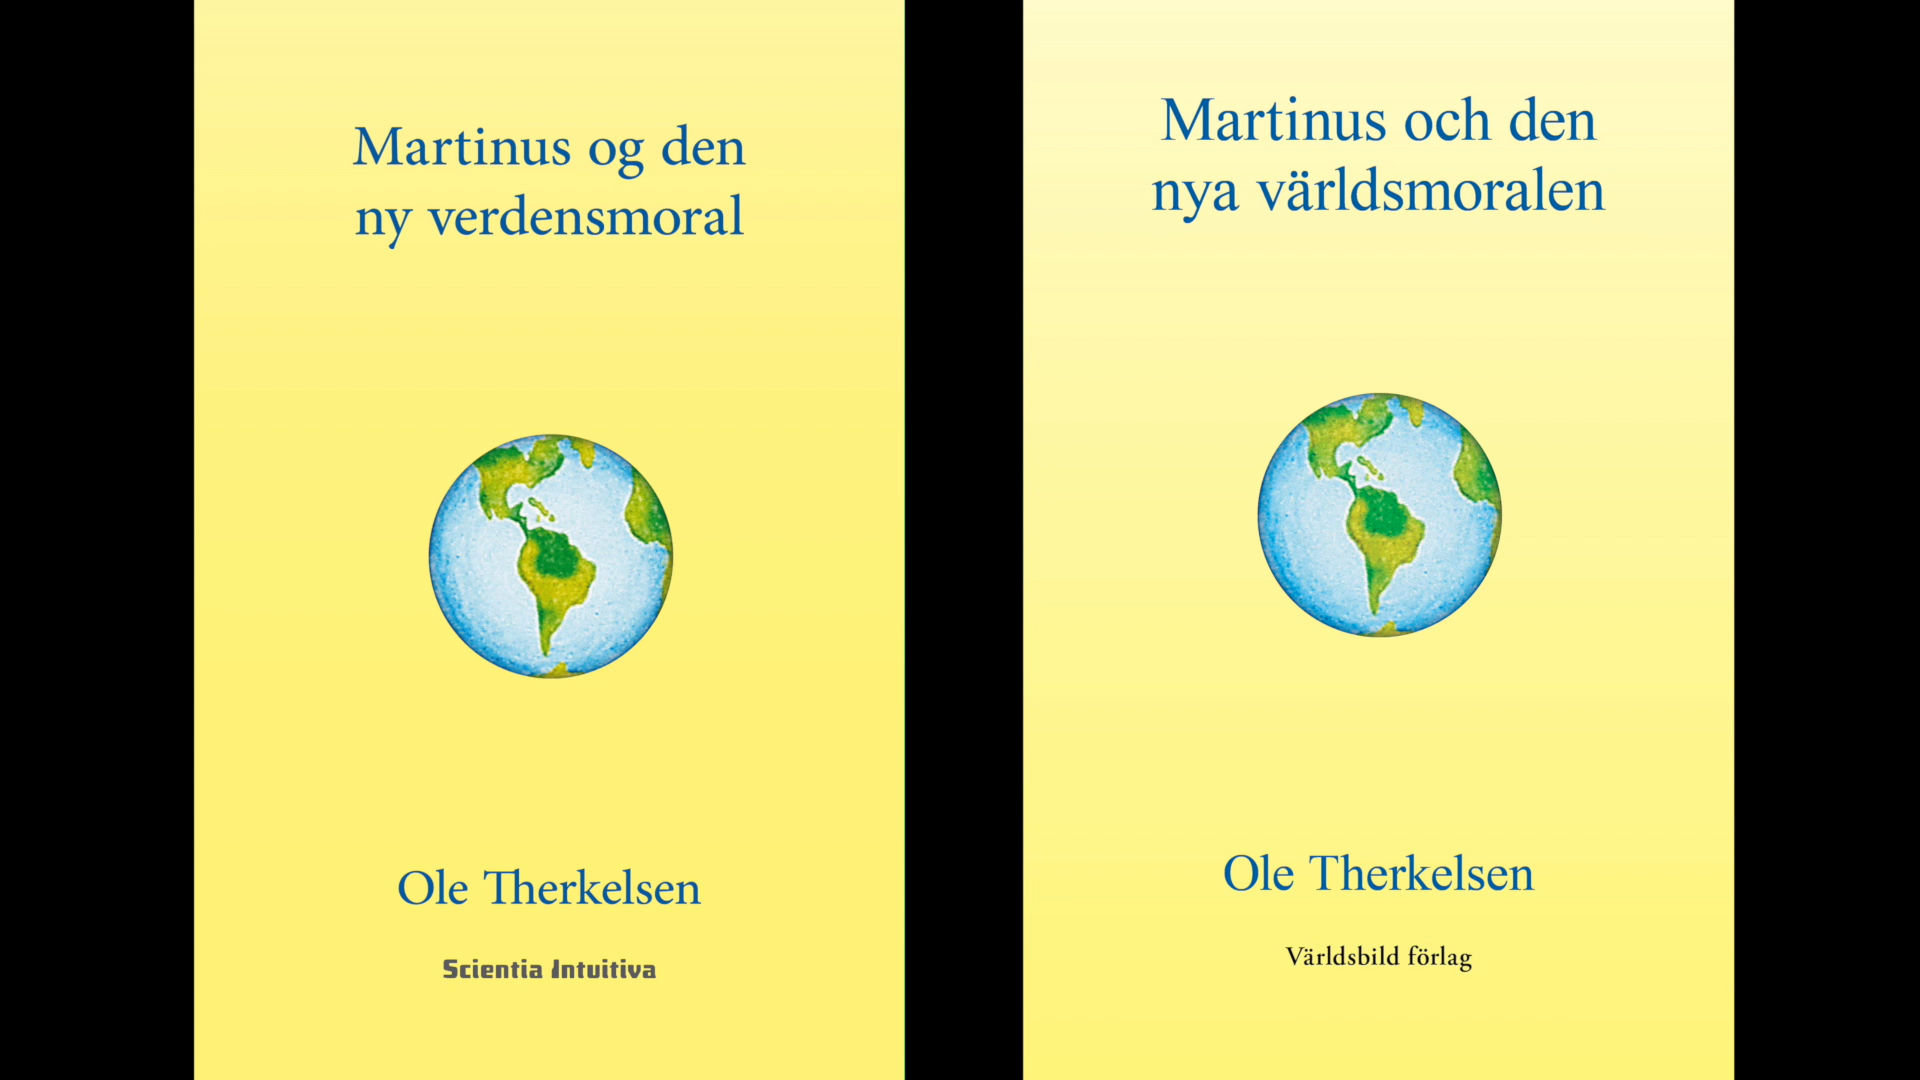 Martinus og den
ny verdensmoral
Ole Therkelsen
Scientia Intuitiva
Martinus och den
nya världsmoralen
Ole Therkelsen
Världsbild förlag